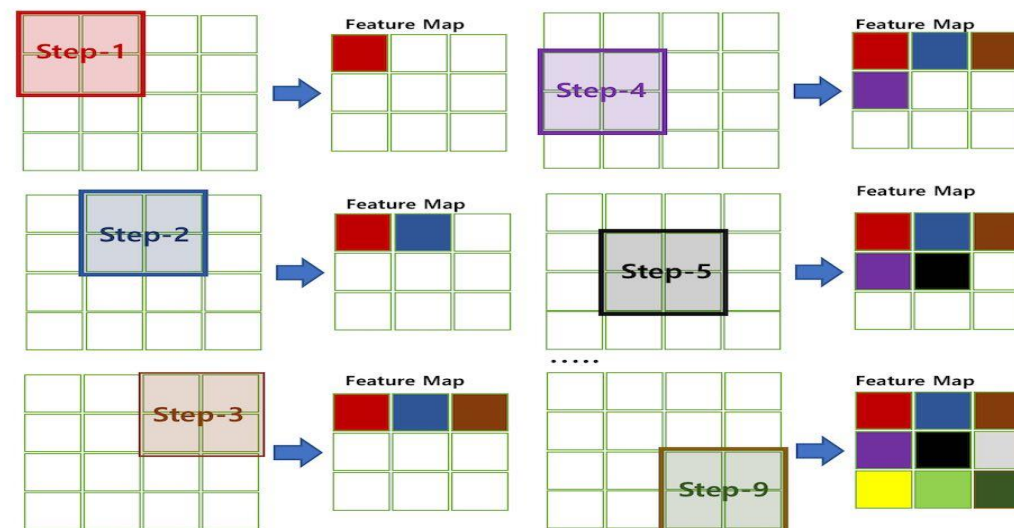 Feature Map
Step-1
Feature Map
Step-4
Feature Map
Step-2
Feature Map
Step-5
.....
Feature Map
Step-3
Feature Map
Step-9